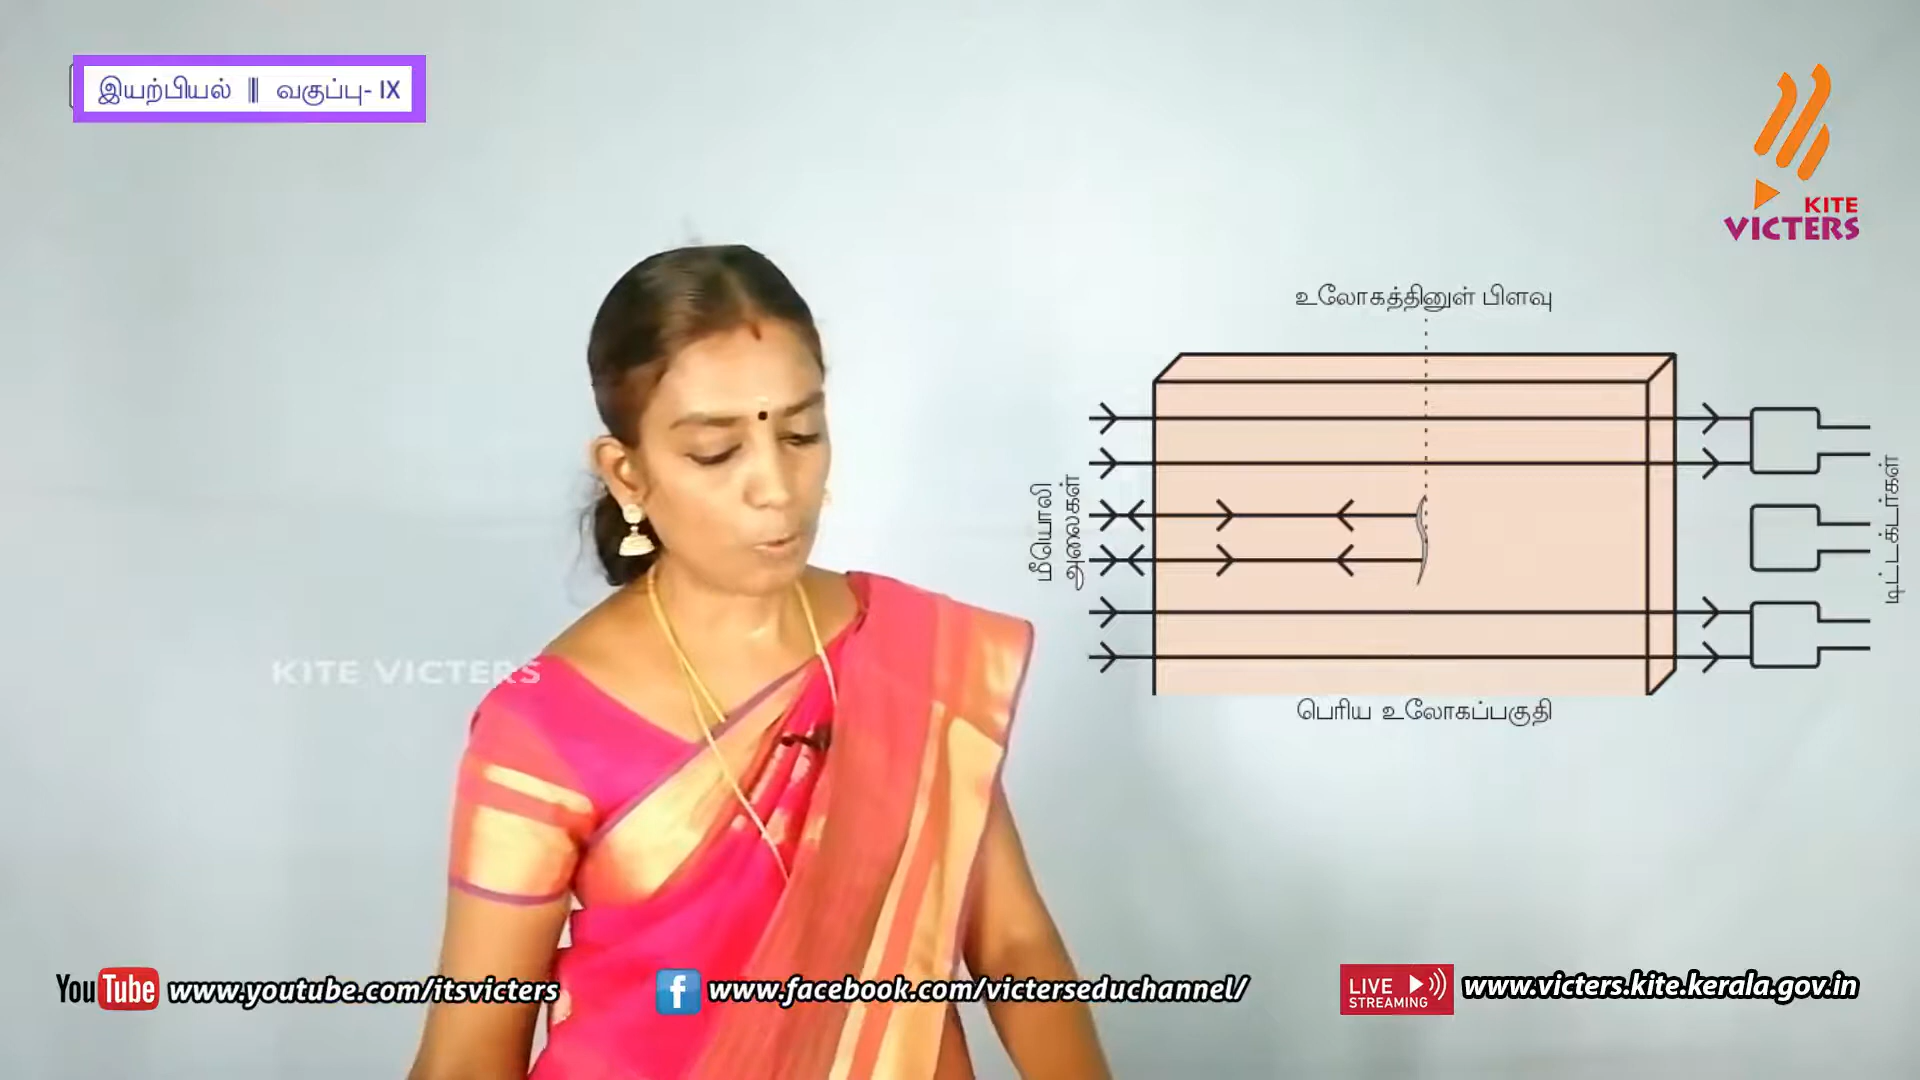 இயற்பியல் || வகுப்பு- IX
KITE
VICTERS
உலோகத்தினுள் பிளவு
மீயொலி
அலைகள்
டிட்டக்டர்கள்
பெரிய உலோகப்பகுதி
KITE VICTERS
YouTube www.youtube.com/itsvicters
f www.facebook.com/victerseduchannel/
LIVE
STREAMING
www.victers.kite.kerala.gov.in